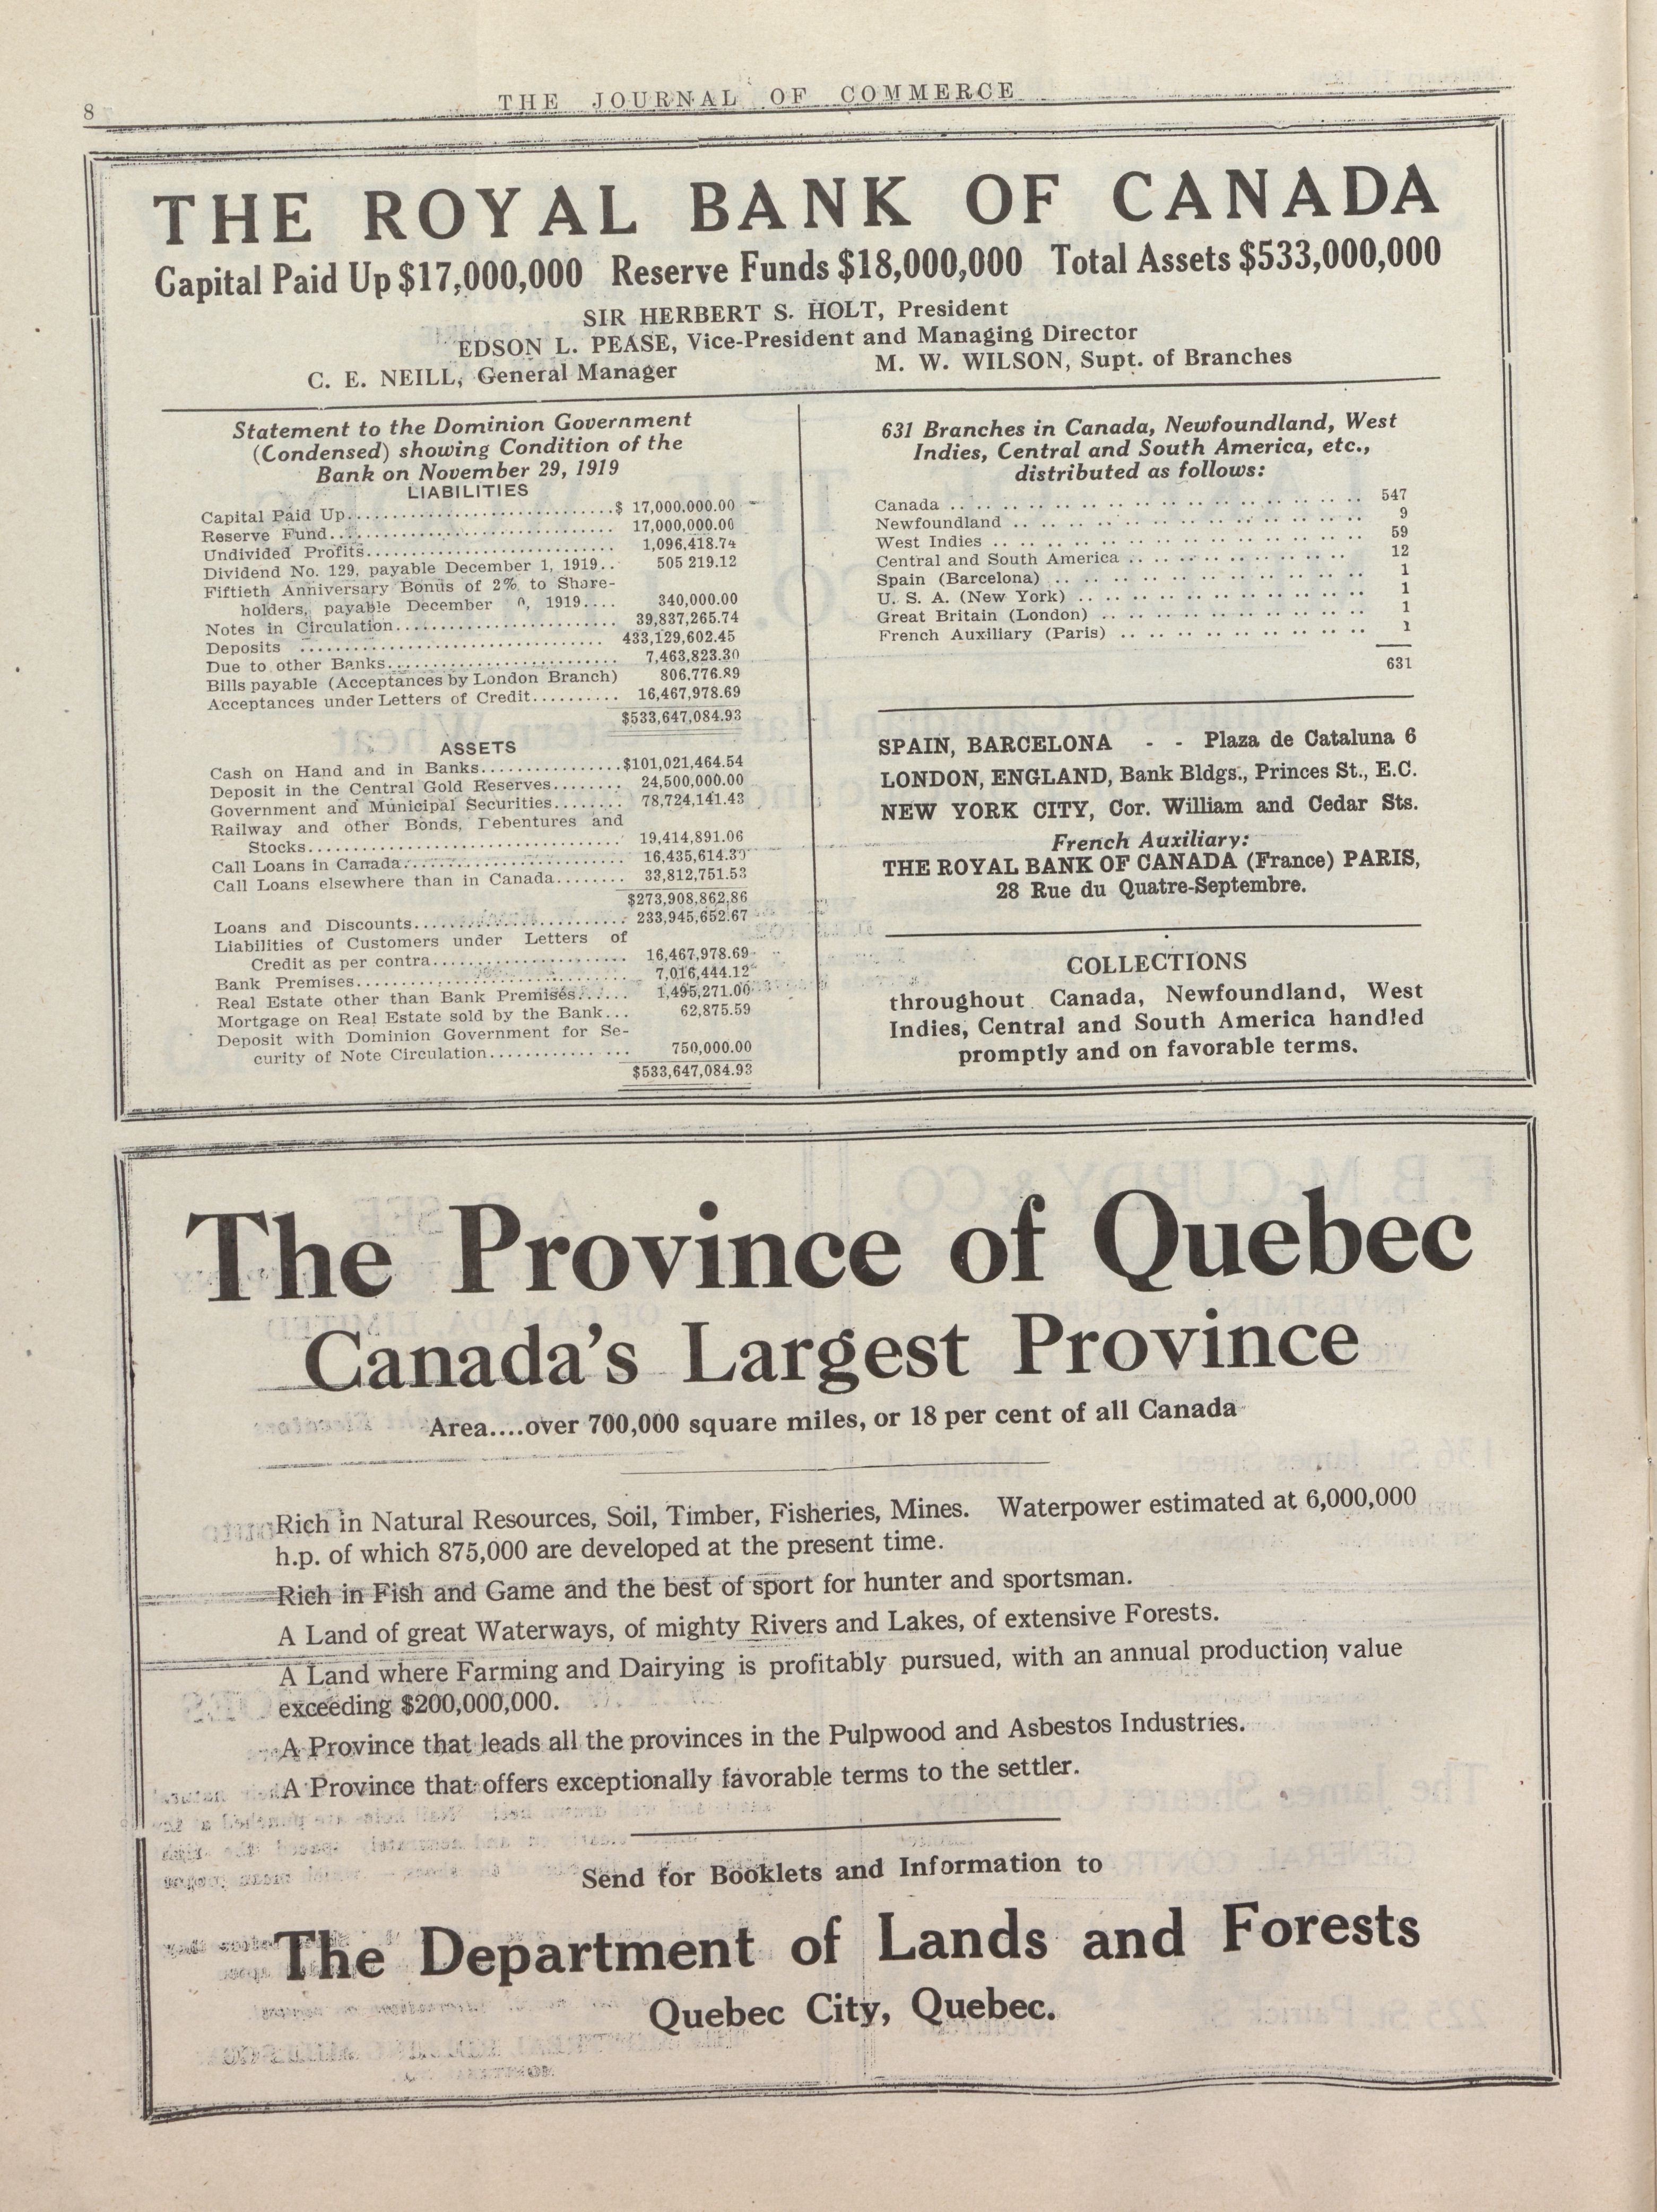 8
THE JOURNAL OF COMMERCE
THE ROYAL BANK OF CANADA
Capital Paid Up $17,000,000 Reserve Funds $18,000,000 Total Assets $533,000,000
SIR HERBERT S. HOLT, President
EDSON L. PEASE, Vice-President and Managing Director
C. E. NEILL, General Manager M. W. WILSON, Supt. of Branches
Statement to the Dominion Government
(Condensed) showing Condition of the
Bank on November 29, 1919
LIABILITIES
Capital Paid Up............................$ 17,000,000.00
Reserve Fund.............................. 17,000,000.00
Undivided Profits.......................... 1,096,418.74
Dividend No. 129, payable December 1, 1919.. 505 219.12
Fiftieth Anniversary Bonus of 2% to Share-
holders, payable December 0, 1919.... 340,000.00
Notes in Circulation....................... 39,837,265.74
Deposits ................................ 433,129,602.45
Due to other Banks......................... 7,463,823.30
Bills payable (Acceptances by London Branch) 806.776.89
Acceptances under Letters of Credit.......... 16,467,978.69
$533,647,084.93
ASSETS
Cash on Hand and in Banks................$101,021,464.54
Deposit in the Central Gold Reserves........ 24,500,000.00
Government and Municipal Securities........ 78,724,141.43
Railway and other Bonds, Debentures and
Stocks................................. 19,414,891.06
Call Loans in Canada....................... 16,435,614.39
Call Loans elsewhere than in Canada........ 33,812,751.53
$273,908,862.86
Loans and Discounts....................... 233,945,652.67
Liabilities of Customers under Letters of
Credit as per contra..................... 16,467,978.69
Bank Premises............................. 7,016,444.12
Real Estate other than Bank Premises...... 1,495,271.00
Mortgage on Real Estate sold by the Bank... 62,875.59
Deposit with Dominion Government for Se-
curity of Note Circulation............... 750,000.00
$533,647,084.93
631 Branches in Canada, Newfoundland, West
Indies, Central and South America, etc.,
distributed as follows:
Canada .. .. .. .. .. .. .. .. .. .. .. .. .. .. .. .. 547
Newfoundland .. .. .. .. .. .. .. .. .. .. .. .. .. 9
West Indies .. .. .. .. .. .. .. .. .. .. .. .. .. .. 59
Central and South America .. .. .. .. .. .. .. .. .. 12
Spain (Barcelona) .. .. .. .. .. .. .. .. .. .. .. .. 1
U. S. A. (New York) .. .. .. .. .. .. .. .. .. .. .. 1
Great Britain (London) .. .. .. .. .. .. .. .. .. .. 1
French Auxiliary (Paris) .. .. .. .. .. .. .. .. .. 1
631
SPAIN, BARCELONA - - Plaza de Cataluna 6
LONDON, ENGLAND, Bank Bldgs., Princes St., E.C.
NEW YORK CITY, Cor. William and Cedar Sts.
French Auxiliary:
THE ROYAL BANK OF CANADA (France) PARIS,
28 Rue du Quatre-Septembre.
COLLECTIONS
throughout Canada, Newfoundland, West
Indies, Central and South America handled
promptly and on favorable terms.
The Province of Quebec
Canada's Largest Province
Area....over 700,000 square miles, or 18 per cent of all Canada
Rich in Natural Resources, Soil, Timber, Fisheries, Mines. Waterpower estimated at 6,000,000
h.p. of which 875,000 are developed at the present time.
Rich in Fish and Game and the best of sport for hunter and sportsman.
A Land of great Waterways, of mighty Rivers and Lakes, of extensive Forests.
A Land where Farming and Dairying is profitably pursued, with an annual production value
exceeding $200,000,000.
A Province that leads all the provinces in the Pulpwood and Asbestos Industries.
A Province that offers exceptionally favorable terms to the settler.
Send for Booklets and Information to
The Department of Lands and Forests
Quebec City, Quebec.